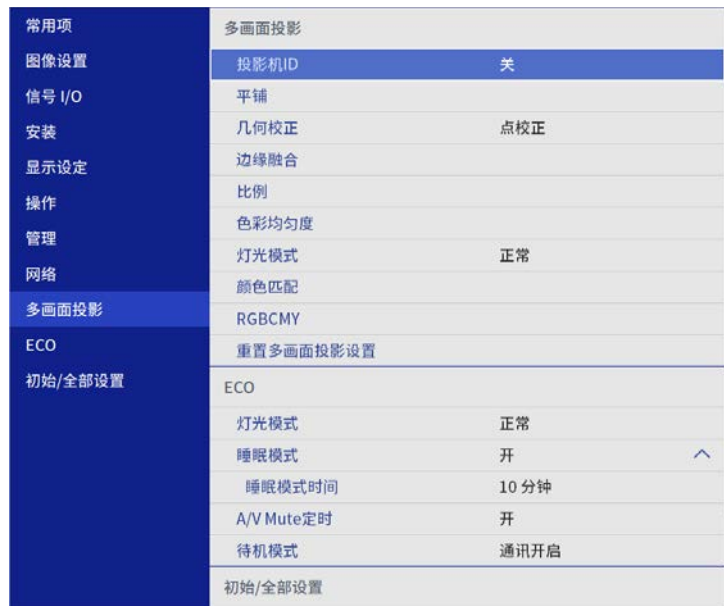 常用项
图像设置
信号 I/O
安装
显示设定
操作
管理
网络
多画面投影
ECO
初始/全部设置
多画面投影
投影机ID 关
平铺
几何校正 点校正
边缘融合
比例
色彩均匀度
灯光模式 正常
颜色匹配
RGBCMY
重置多画面投影设置
ECO
灯光模式 正常
睡眠模式 开
睡眠模式时间 10 分钟
A/V Mute定时 开
待机模式 通讯开启
初始/全部设置